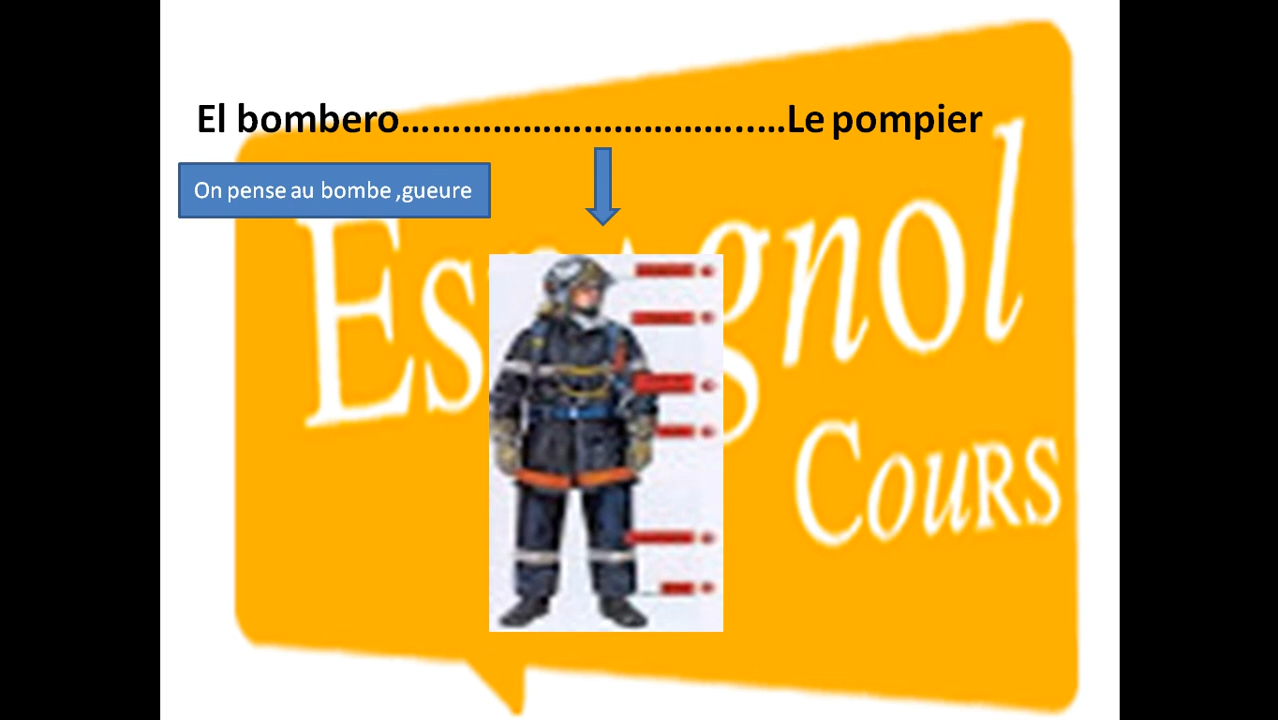 El bombero……………………………..…Le pompier
On pense au bombe ,gueure
Espagnol
Cours